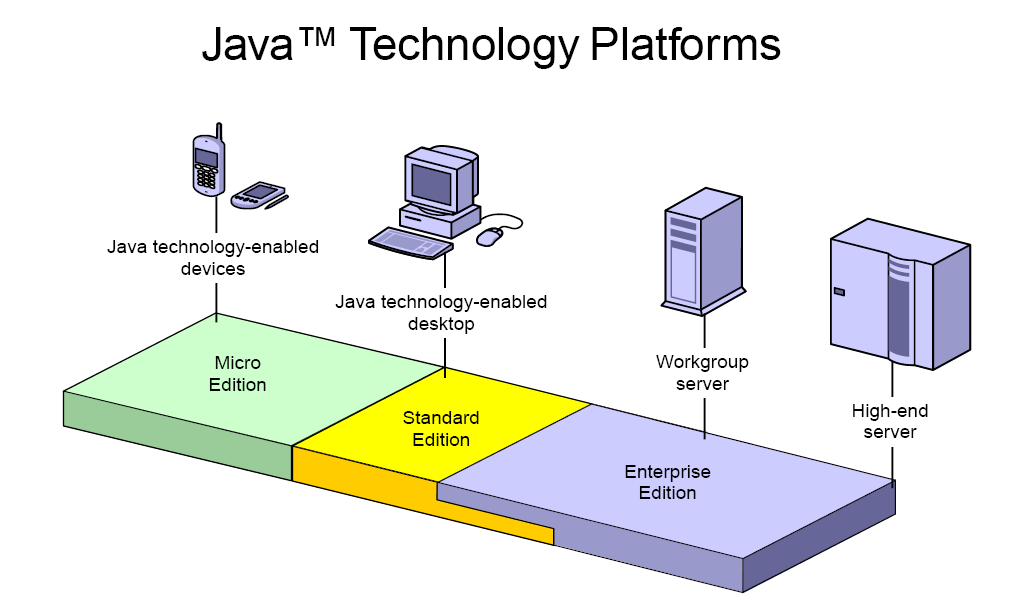 Java™ Technology Platforms
Java technology-enabled
devices
Java technology-enabled
desktop
Workgroup
server
High-end
server
Micro
Edition
Standard
Edition
Enterprise
Edition